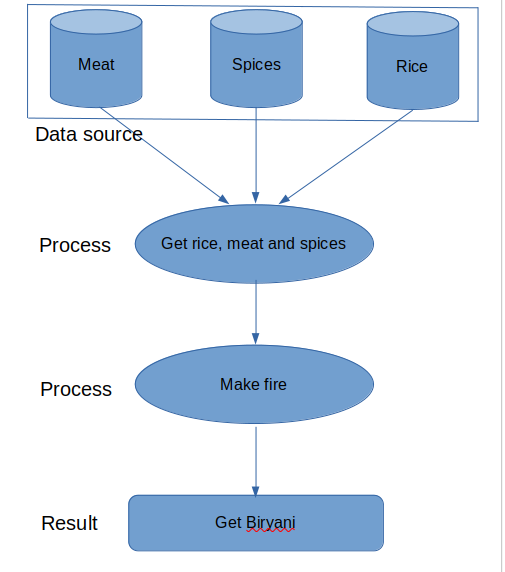 Meat
Spices
Rice
Data source
Process
Get rice, meat and spices
Process
Make fire
Result
Get Biryani